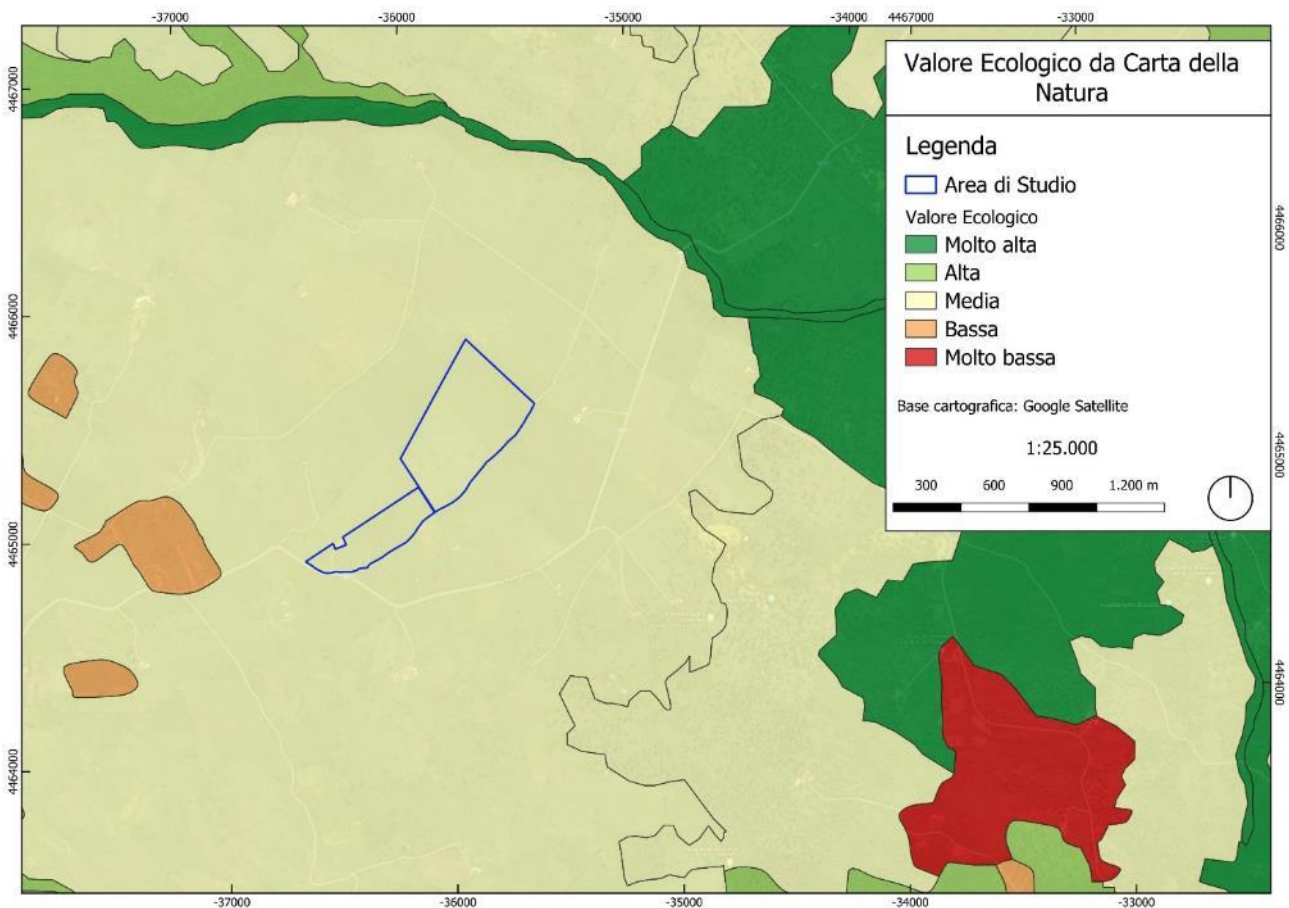 -37000 -36000 -35000 -34000 4467000 -33000
Valore Ecologico da Carta della
Natura
Legenda
Area di Studio
Valore Ecologico
Molto alta
Alta
Media
Bassa
Molto bassa
Base cartografica: Google Satellite
1:25.000
300 600 900 1.200 m
4467000
4466000
4465000
4464000
4466000
4465000
4464000
-37000 -36000 -35000 -34000 -33000